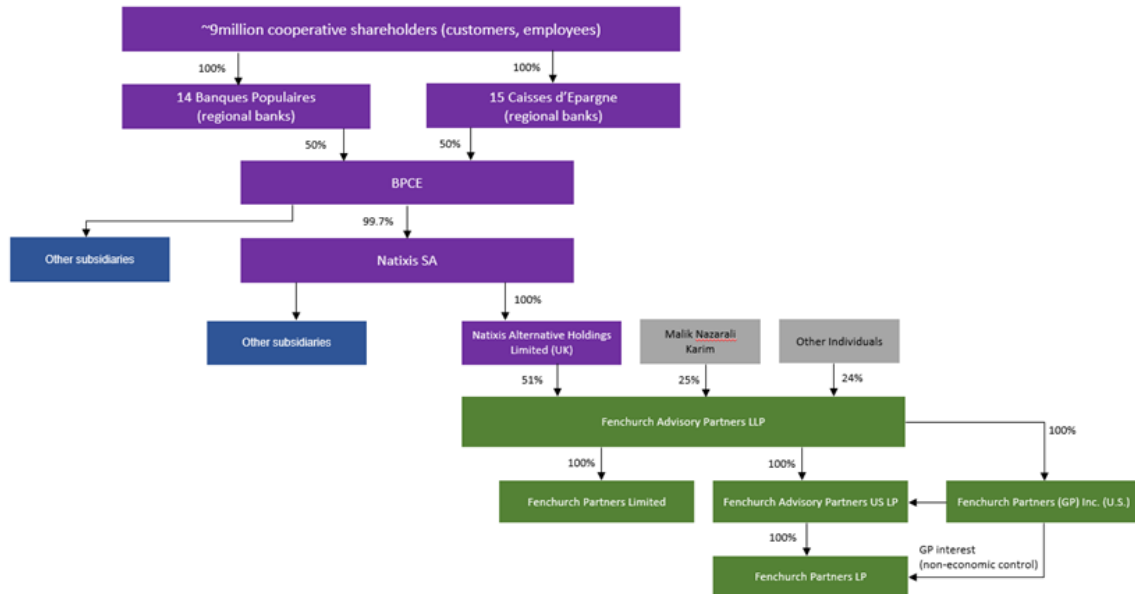 ~9million cooperative shareholders (customers, employees)
100%
100%
14 Banques Populaires
(regional banks)
15 Caisses d'Epargne
(regional banks)
50%
50%
BPCE
99.7%
Other subsidiaries
Natixis SA
100%
Other subsidiaries
Natixis Alternative Holdings
Limited (UK)
Malik Nazarali
Karim
Other Individuals
51%
25%
24%
Fenchurch Advisory Partners LLP
100%
100%
100%
Fenchurch Partners Limited
Fenchurch Advisory Partners US LP
Fenchurch Partners (GP) Inc. (U.S.)
100%
GP interest
(non-economic control)
Fenchurch Partners LP